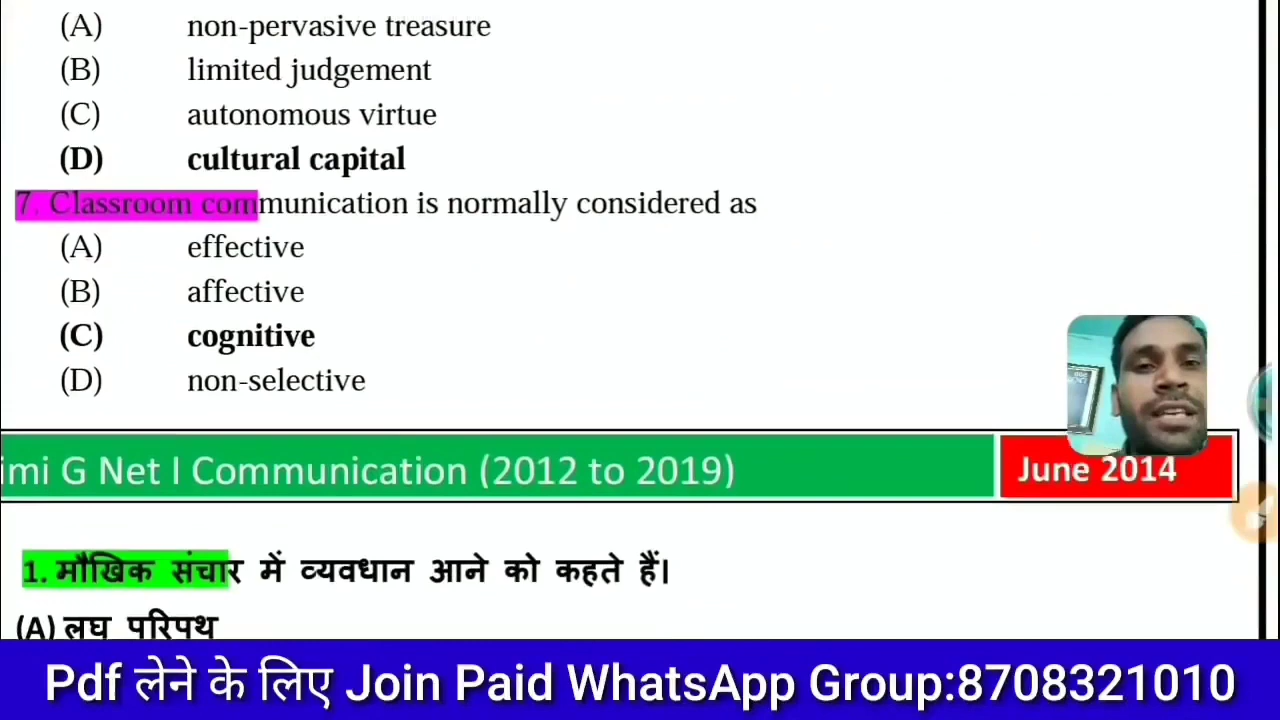 (A) non-pervasive treasure
(B) limited judgement
(C) autonomous virtue
(D) cultural capital
7. Classroom communication is normally considered as
(A) effective
(B) affective
(C) cognitive
(D) non-selective
imi G Net I Communication (2012 to 2019)
June 2014
1. मौखिक संचार में व्यवधान आने को कहते हैं।
(A) लघु परिपथ
Pdf लेने के लिए Join Paid WhatsApp Group:8708321010